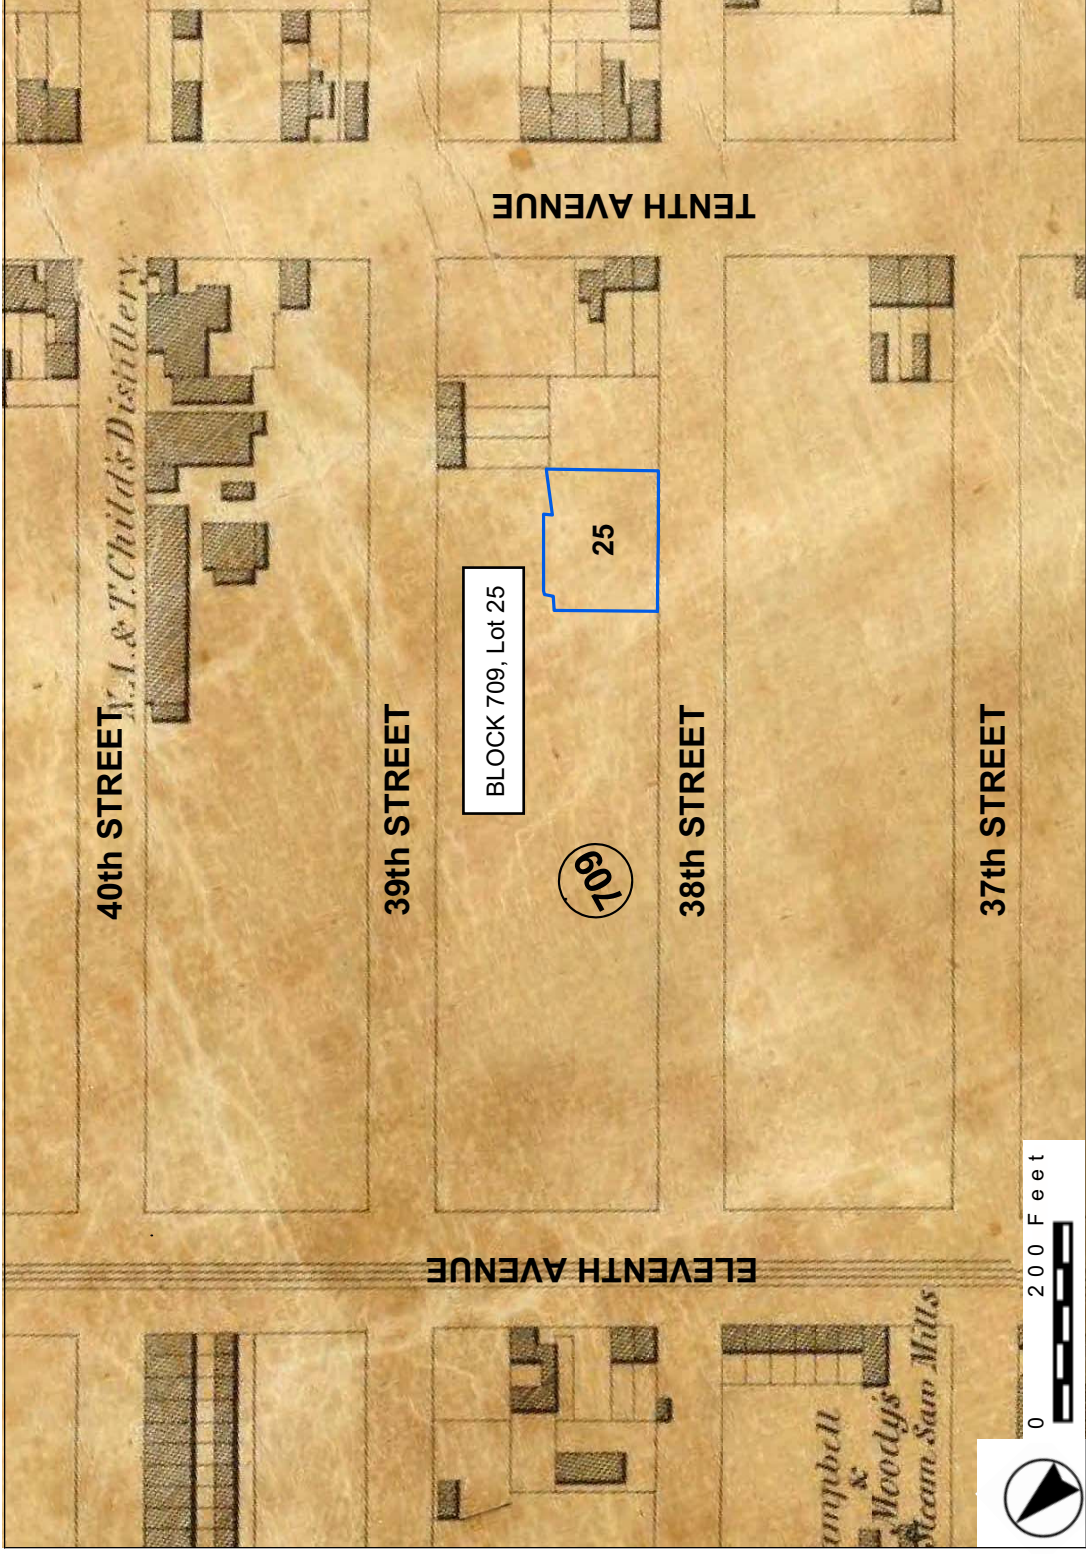 40th STREET
& T.Child's Distillery
39th STREET
BLOCK 709, Lot 25
709
25
38th STREET
37th STREET
TENTH AVENUE
ELEVENTH AVENUE
ampbell
&
Moody's
Steam Saw Mills
0 200 Feet